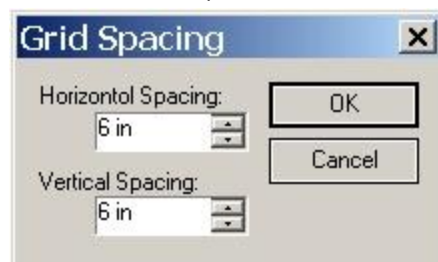 Grid Spacing
Horizontol Spacing:
6 in
OK
Cancel
Vertical Spacing:
6 in